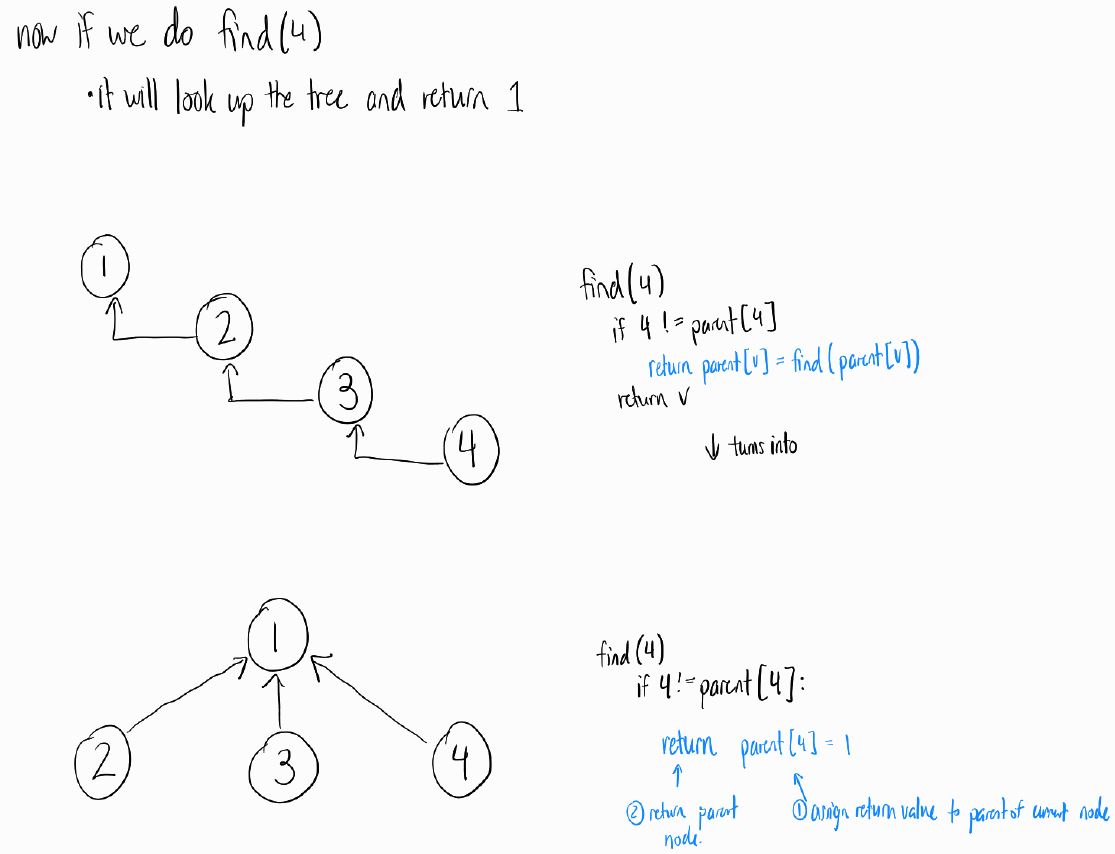 now if we do find(4)
•it will look up the tree and return 1
1
2
3
4
find(4)
if 4 != parent[4]
return parent[v] = find(parent[v])
return v
↓ turns into
1
2
3
4
find(4)
if 4 != parent[4]:
return parent[4] = 1
② return parent
node.
① assign return value to parent of current node